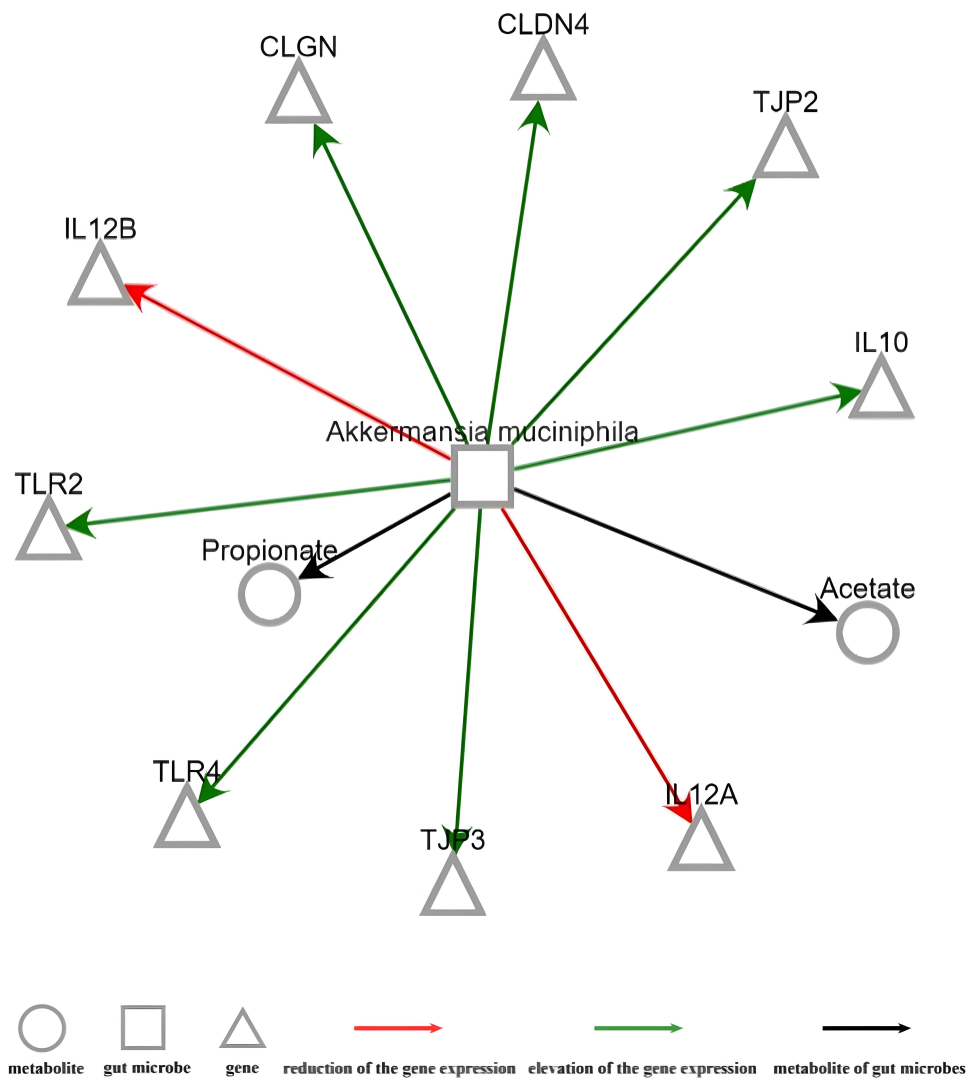 CLDN4
CLGN
TJP2
IL12B
IL10
Akkermansia muciniphila
TLR2
Propionate
Acetate
TLR4
IL12A
TJP3
metabolite
gut microbe
gene
reduction of the gene expression
elevation of the gene expression
metabolite of gut microbes